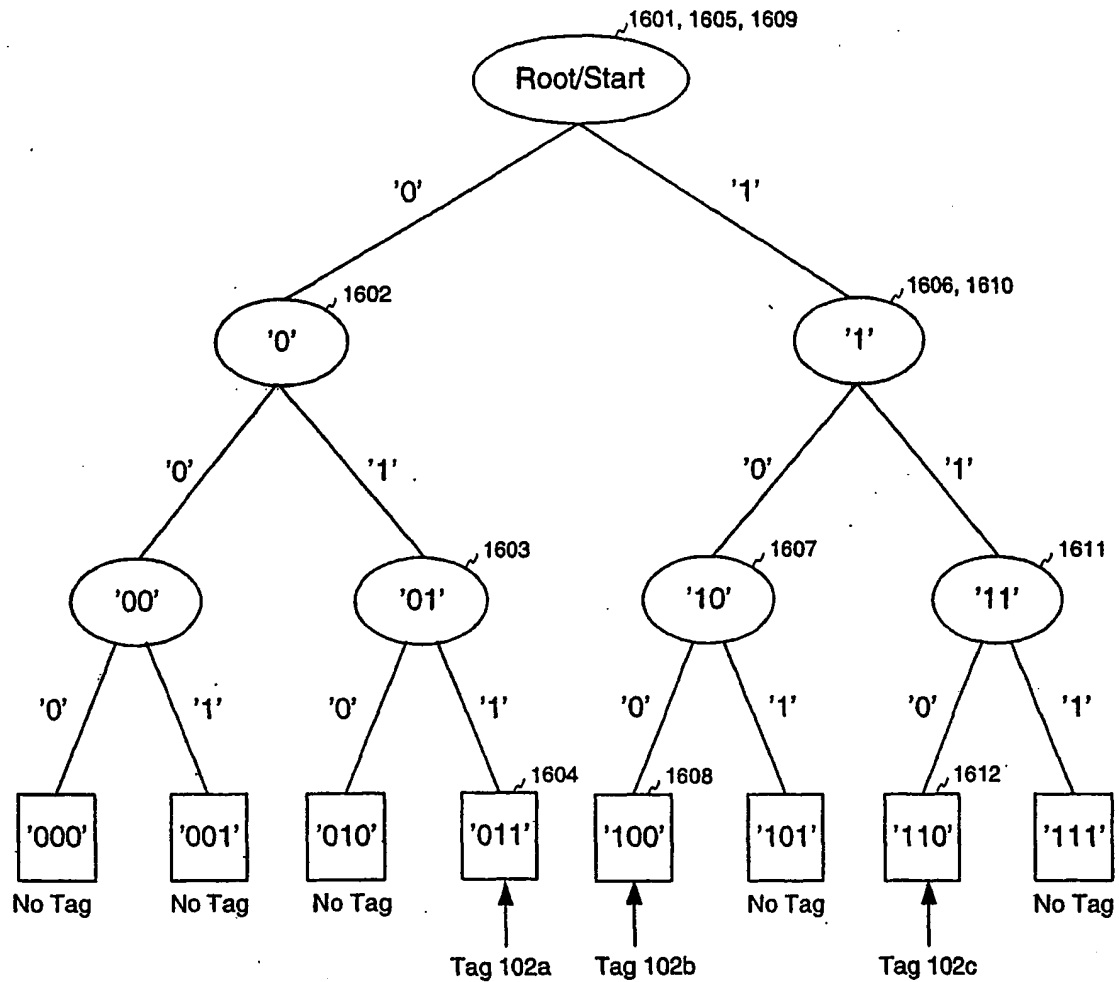 1601, 1605, 1609
Root/Start
'0' '1'
1602 1606, 1610
'0' '1'
'0' '1' '0' '1'
1603 1607 1611
'00' '01' '10' '11'
'0' '1' '0' '1' '0' '1' '0' '1'
1604 1608 1612
'000' '001' '010' '011' '100' '101' '110' '111'
No Tag No Tag No Tag No Tag No Tag
Tag 102a Tag 102b Tag 102c